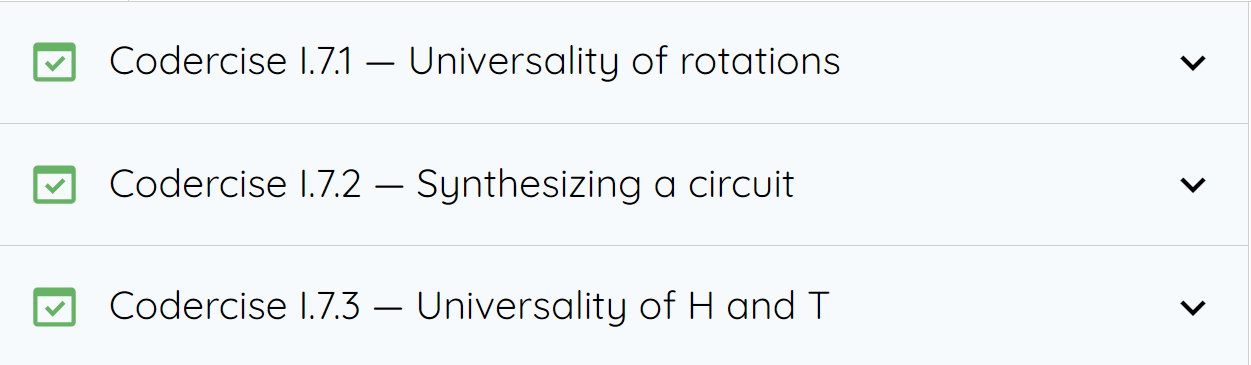 Codercise I.7.1 — Universality of rotations
Codercise I.7.2 — Synthesizing a circuit
Codercise I.7.3 — Universality of H and T